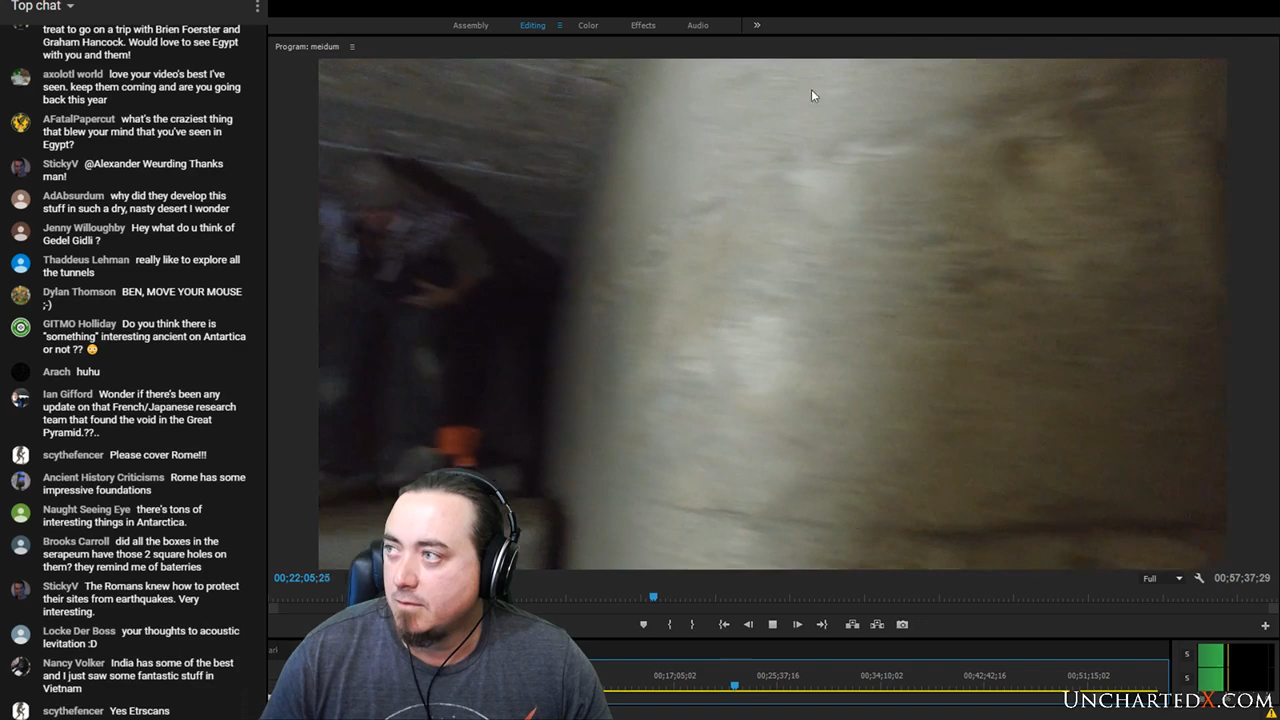 Top chat
treat to go on a trip with Brien Foerster and
Graham Hancock. Would love to see Egypt
with you and them!
axolotl world love your video's best I've
seen. keep them coming and are you going
back this year
AFatalPapercut what's the craziest thing
that blew your mind that you've seen in
Egypt?
StickyV @Alexander Weurding Thanks
man!
AdAbsurdum why did they develop this
stuff in such a dry, nasty desert I wonder
Jenny Willoughby Hey what do u think of
Gedel Gidli ?
Thaddeus Lehman really like to explore all
the tunnels
Dylan Thomson BEN, MOVE YOUR MOUSE
;-)
GITMO Holliday Do you think there is
"something" interesting ancient on Antartica
or not ??
Arach huhu
Ian Gifford Wonder if there's been any
update on that French/Japanese research
team that found the void in the Great
Pyramid.??..
scythefencer Please cover Rome!!!
Ancient History Criticisms Rome has some
impressive foundations
Naught Seeing Eye there's tons of
interesting things in Antarctica.
Brooks Carroll did all the boxes in the
serapeum have those 2 square holes on
them? they remind me of baterries
StickyV The Romans knew how to protect
their sites from earthquakes. Very
interesting.
Locke Der Boss your thoughts to acoustic
levitation :D
Nancy Volker India has some of the best
and I just saw some fantastic stuff in
Vietnam
scythefencer Yes Etrscans
Assembly Editing Color Effects Audio
Program: meidum
00;22;05;25 Full 00;57;37;29
00;17;05;02 00;25;37;16 00;34;10;02 00;42;42;16 00;51;15;02
5
5
UNCHARTEDX.COM